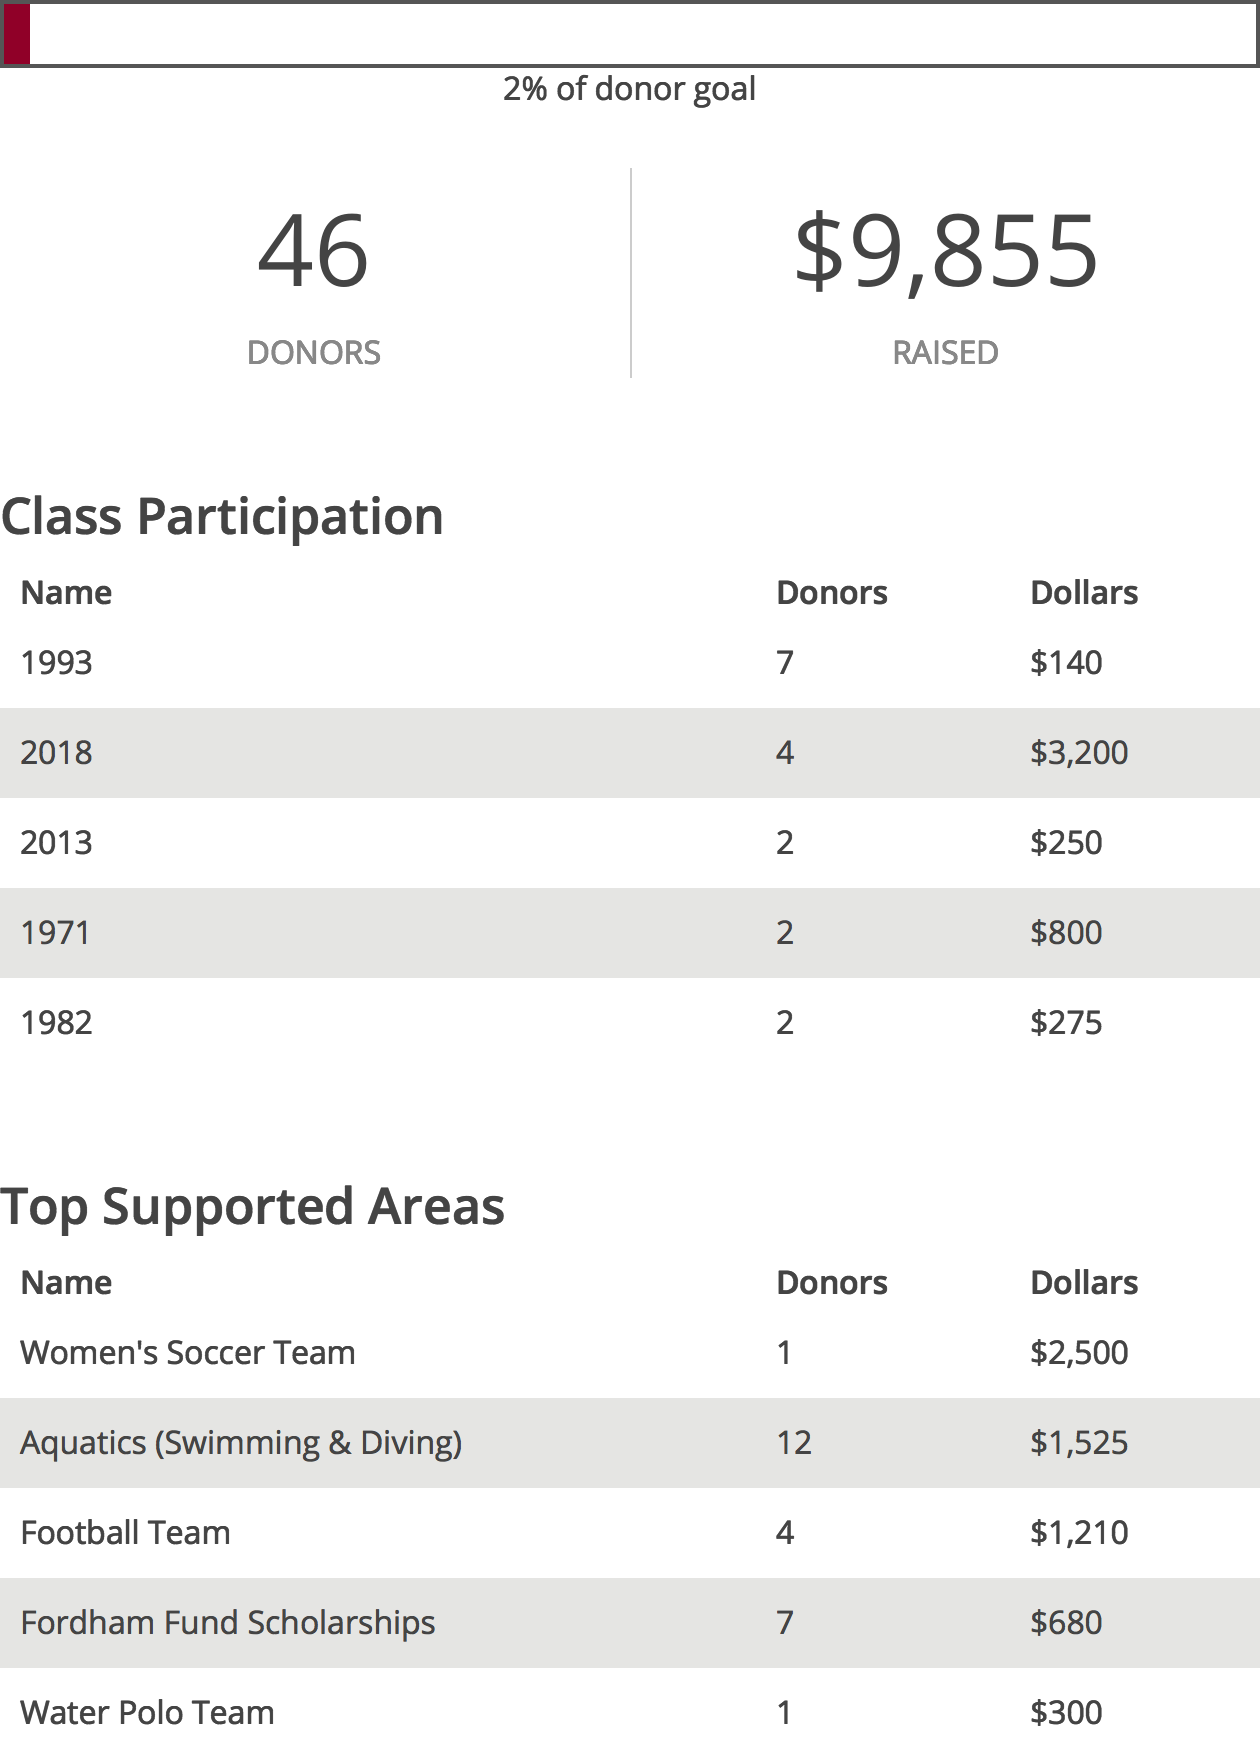 2% of donor goal
46 $9,855
DONORS RAISED
Class Participation
Name Donors Dollars
1993 7 $140
2018 4 $3,200
2013 2 $250
1971 2 $800
1982 2 $275
Top Supported Areas
Name Donors Dollars
Women's Soccer Team 1 $2,500
Aquatics (Swimming & Diving) 12 $1,525
Football Team 4 $1,210
Fordham Fund Scholarships 7 $680
Water Polo Team 1 $300